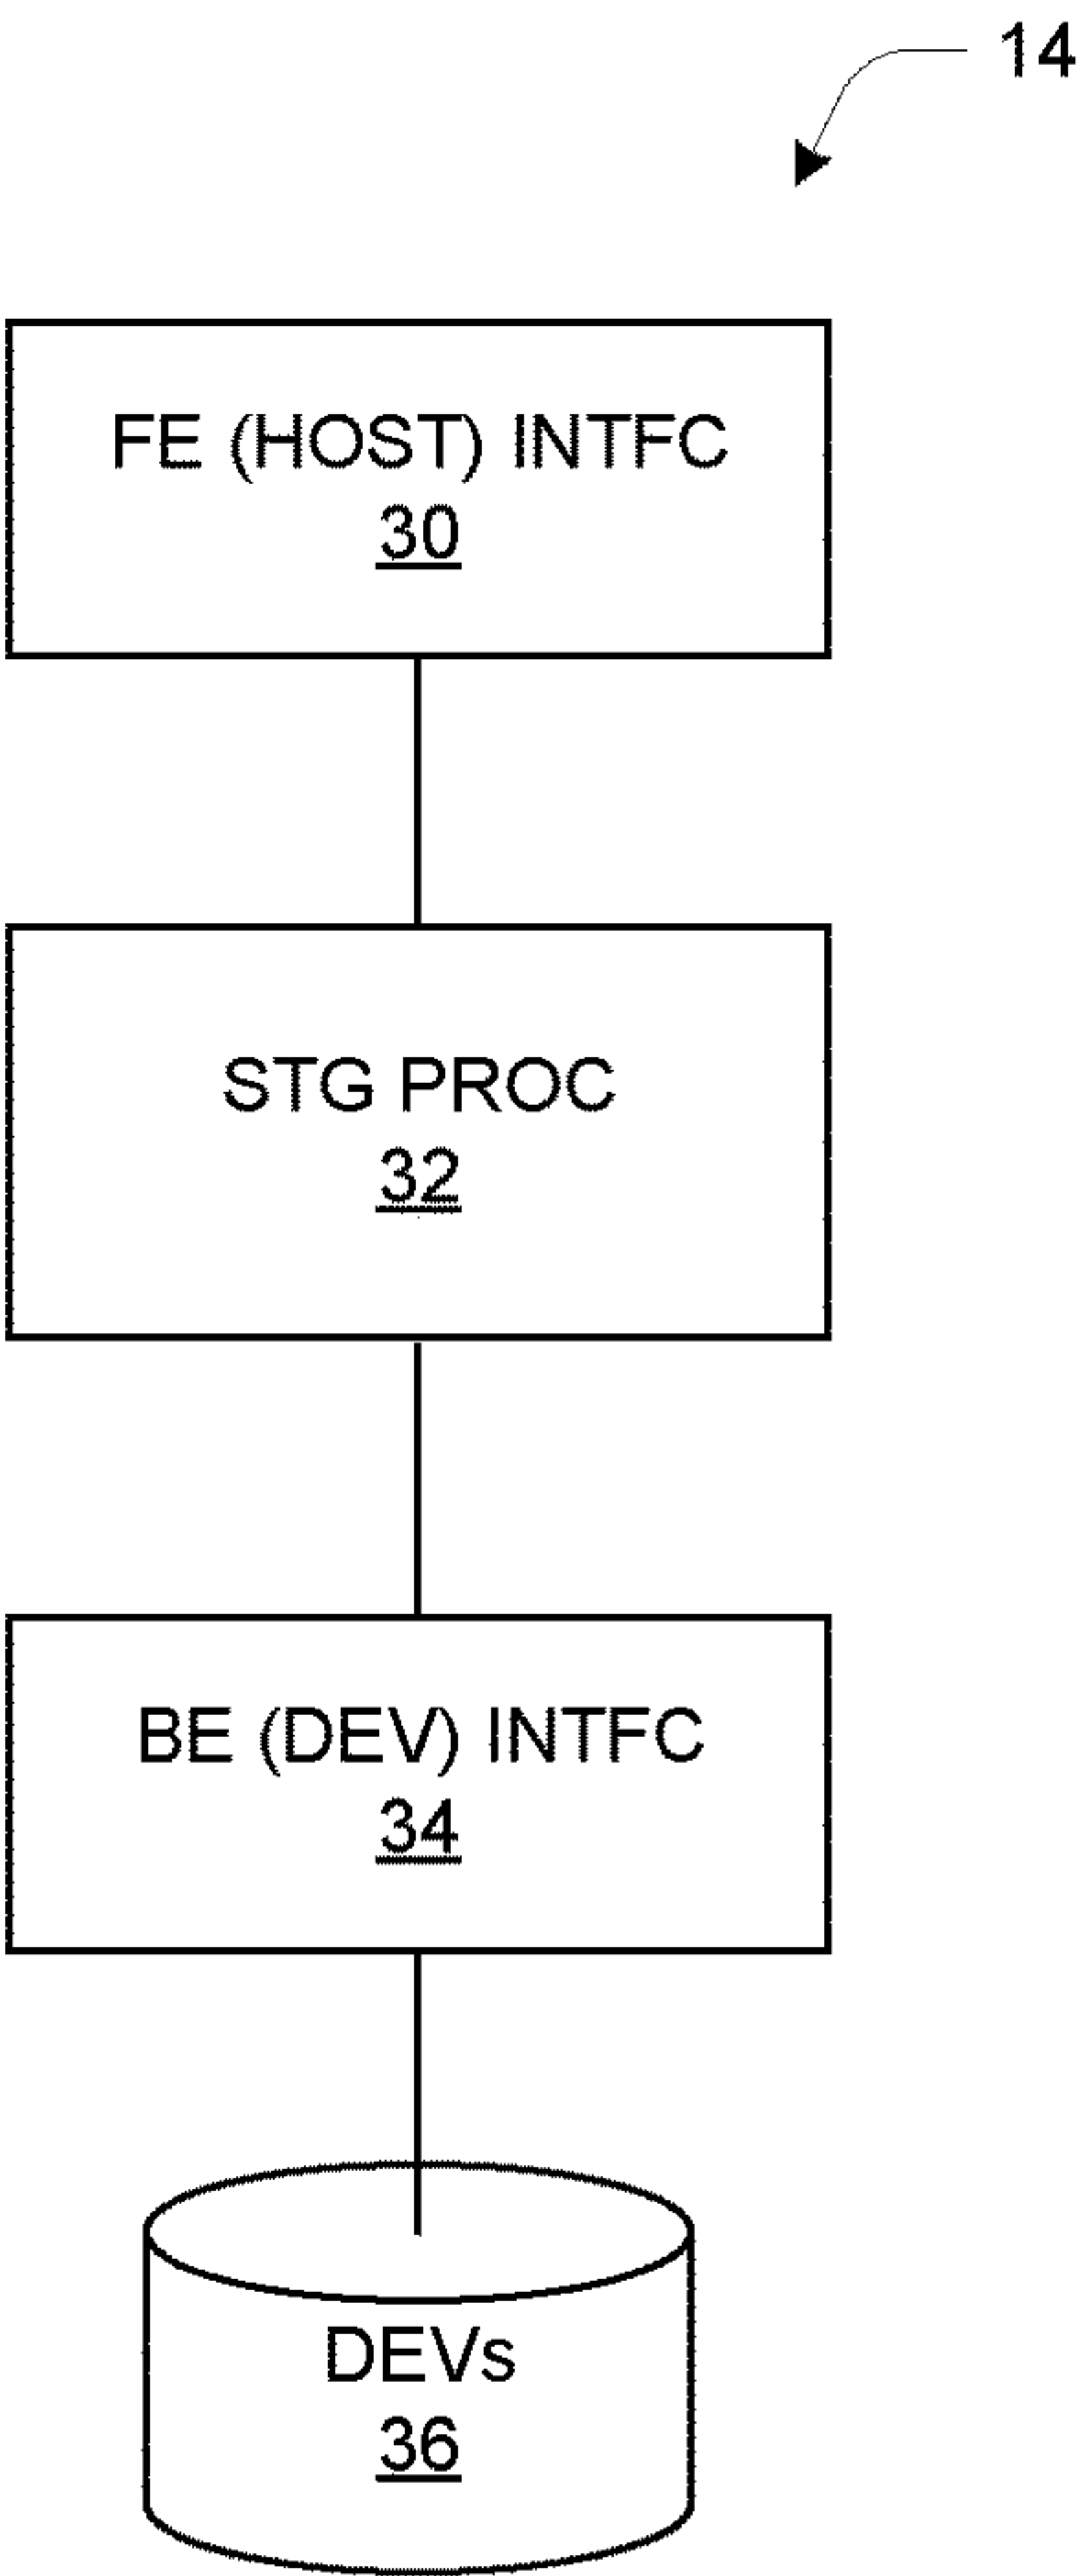 14
FE (HOST) INTFC
30
STG PROC
32
BE (DEV) INTFC
34
DEVs
36